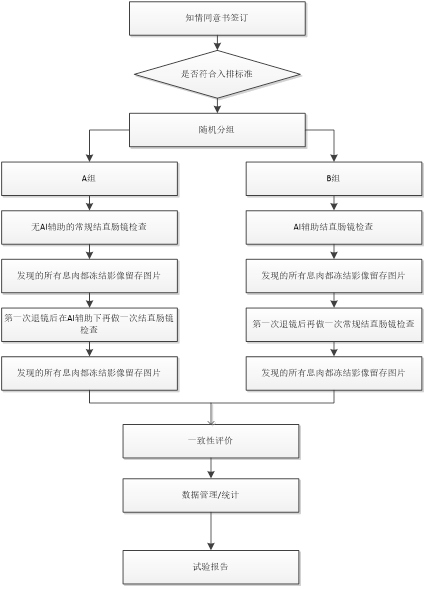 知情同意书签订
是否符合入排标准
随机分组
A组
B组
无AI辅助的常规结直肠镜检查
AI辅助结直肠镜检查
发现的所有息肉都冻结影像留存图片
发现的所有息肉都冻结影像留存图片
第一次退镜后在AI辅助下再做一次结直肠镜
检查
第一次退镜后再做一次常规结直肠镜检查
发现的所有息肉都冻结影像留存图片
发现的所有息肉都冻结影像留存图片
一致性评价
数据管理/统计
试验报告